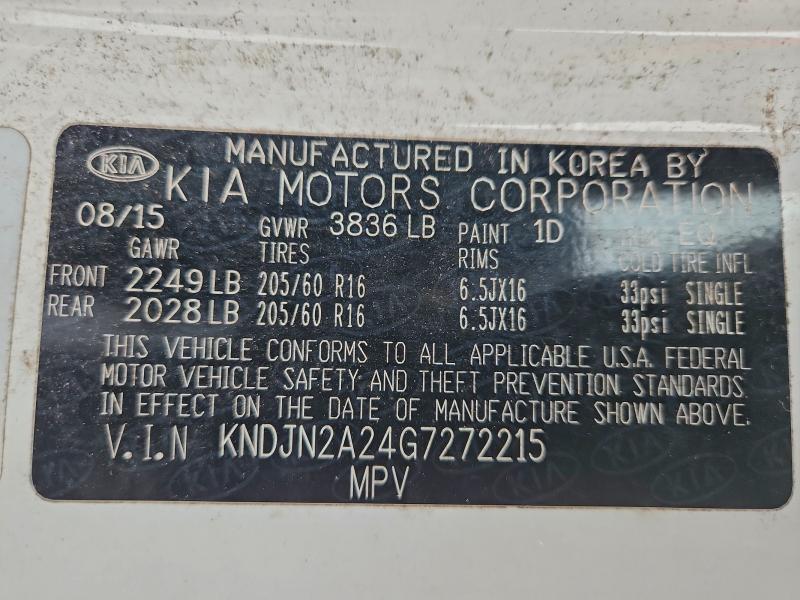 KIA MANUFACTURED IN KOREA BY
KIA MOTORS CORPORATION
08/15 GVWR 3836 LB PAINT 1D TRIM EQ
GAWR TIRES RIMS COLD TIRE INFL
FRONT 2249 LB 205/60 R16 6.5JX16 33psi SINGLE
REAR 2028 LB 205/60 R16 6.5JX16 33psi SINGLE
THIS VEHICLE CONFORMS TO ALL APPLICABLE U.S.A. FEDERAL
MOTOR VEHICLE SAFETY AND THEFT PREVENTION STANDARDS.
IN EFFECT ON THE DATE OF MANUFACTURE SHOWN ABOVE.
V.I.N KNDJN2A24G7272215
MPV